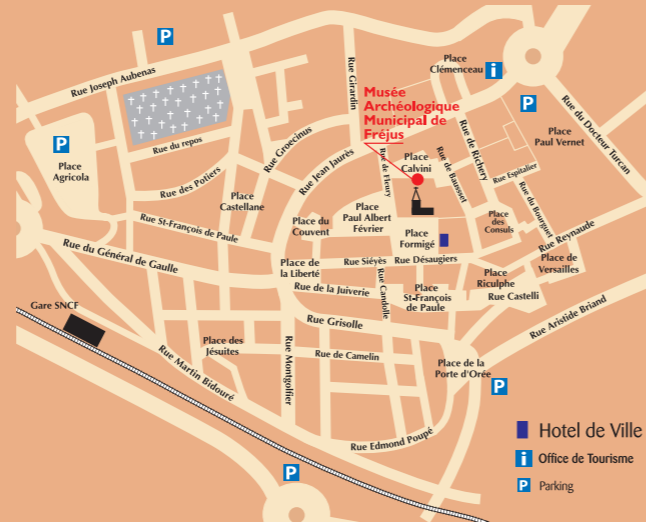 P
Rue Joseph Aubenas
Place
Clémenceau
i
Rue Girardin
Musée
Archéologique
Municipal de
Fréjus
P
Rue du Docteur Turcan
Place
Paul Vernet
P
Place
Agricola
Rue du repos
Rue Groecinus
Rue Jean Jaurès
Rue de Fleury
Place
Calvini
Rue de Bausset
Rue de Richery
Rue Espitalier
Rue du Bourguet
Rue des Potiers
Place
Castellane
Rue St-François de Paule
Place du
Couvent
Place
Paul Albert
Février
Place
Formigé
Place
des
Consuls
Rue Reynaude
Rue du Général de Gaulle
Place de
la Liberté
Rue Siéyès
Rue Désaugiers
Place de
Versailles
Place
Riculphe
Rue de la Juiverie
Rue Candolle
Place
St-François
de Paule
Rue Castelli
Gare SNCF
Rue Grisolle
Rue Aristide Briand
Place des
Jésuites
Rue Montgolfier
Rue de Camelin
Rue Martin Bidouré
Place de la
Porte d'Orée
P
Rue Edmond Poupé
P
Hotel de Ville
i Office de Tourisme
P Parking